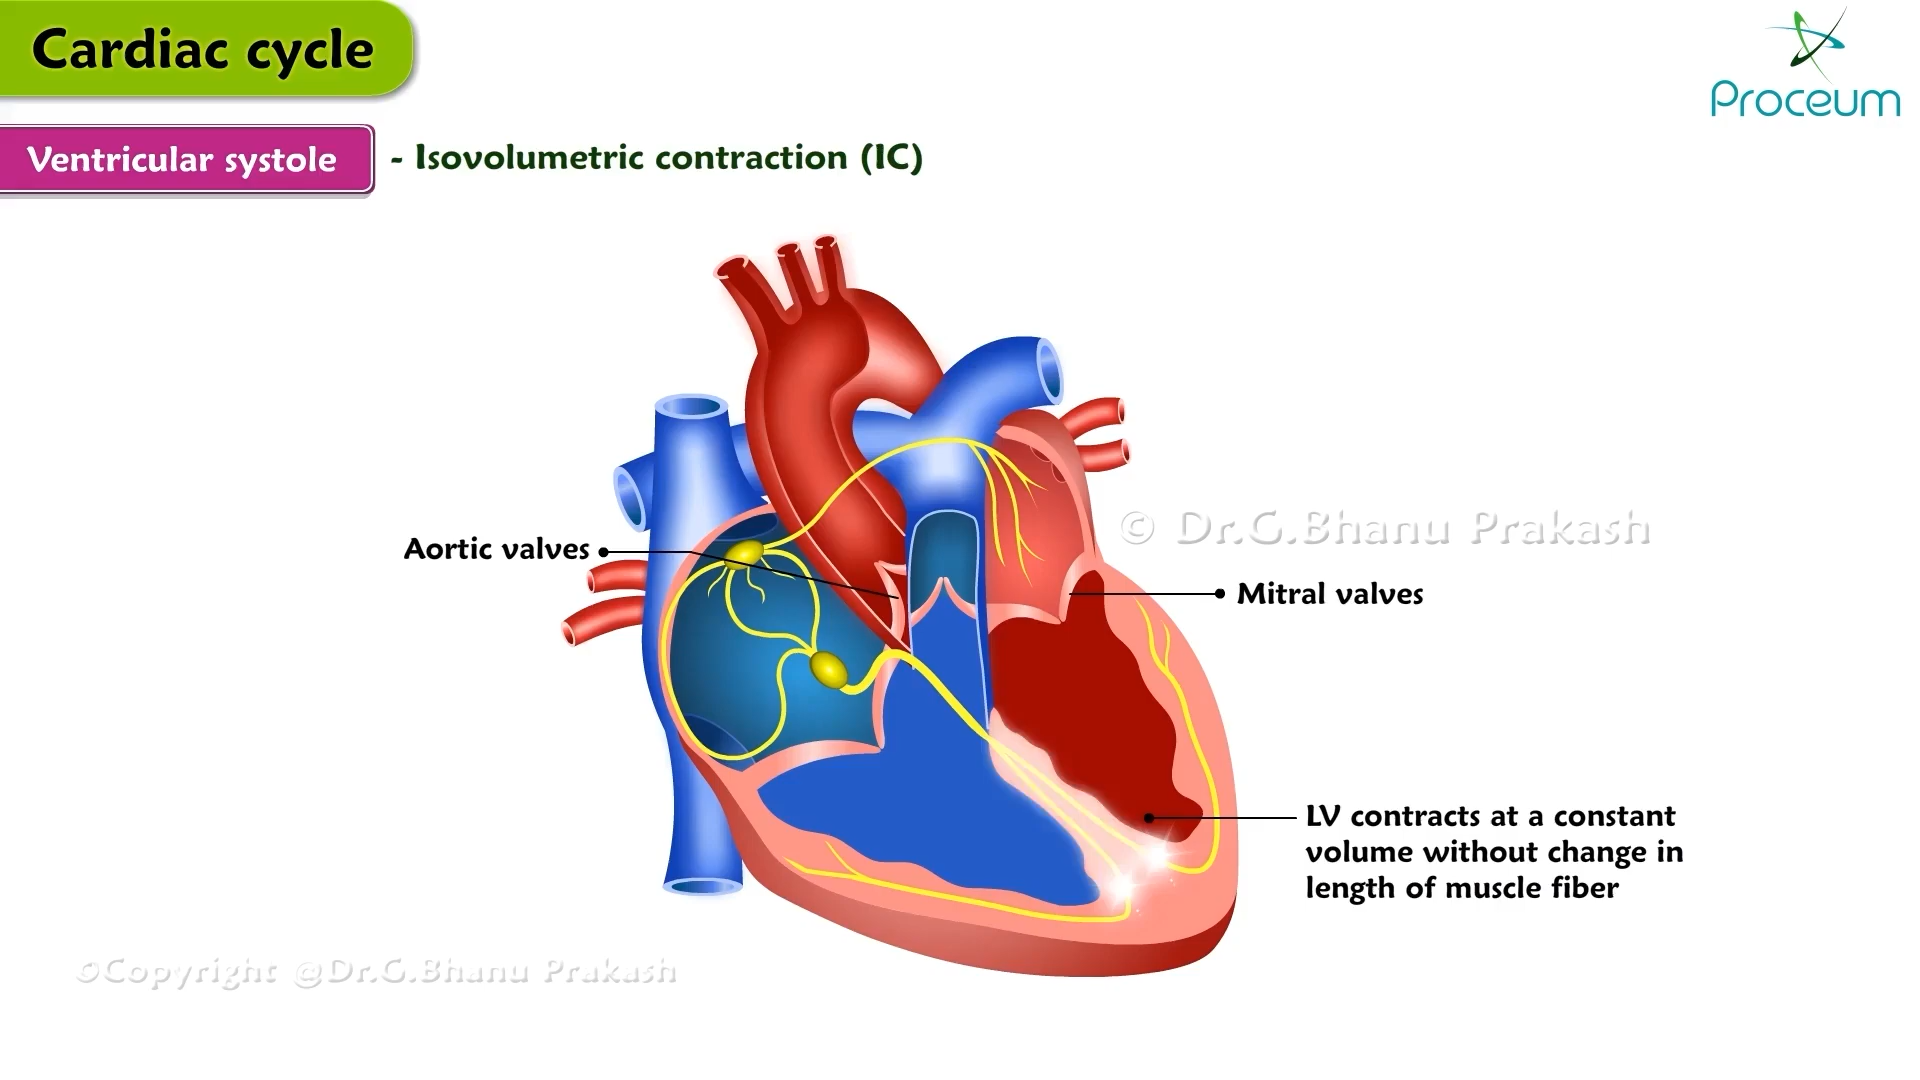 Cardiac cycle
Proceum
Ventricular systole
- Isovolumetric contraction (IC)
© Dr.G.Bhanu Prakash
Aortic valves
Mitral valves
LV contracts at a constant
volume without change in
length of muscle fiber
©Copyright @Dr.G.Bhanu Prakash